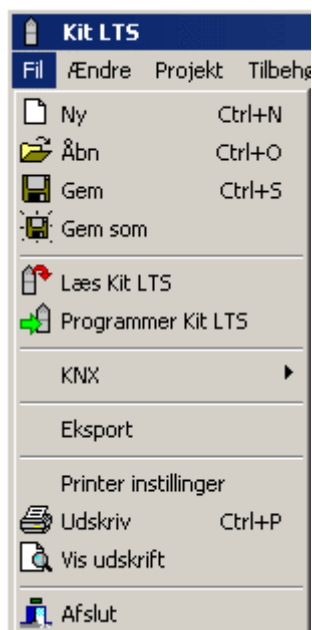 Kit LTS
Fil Ændre Projekt
Ny Ctrl+N
Åbn Ctrl+O
Gem Ctrl+S
Gem som
Læs Kit LTS
Programmer Kit LTS
KNX
Eksport
Printer instillinger
Udskriv Ctrl+P
Vis udskrift
Afslut